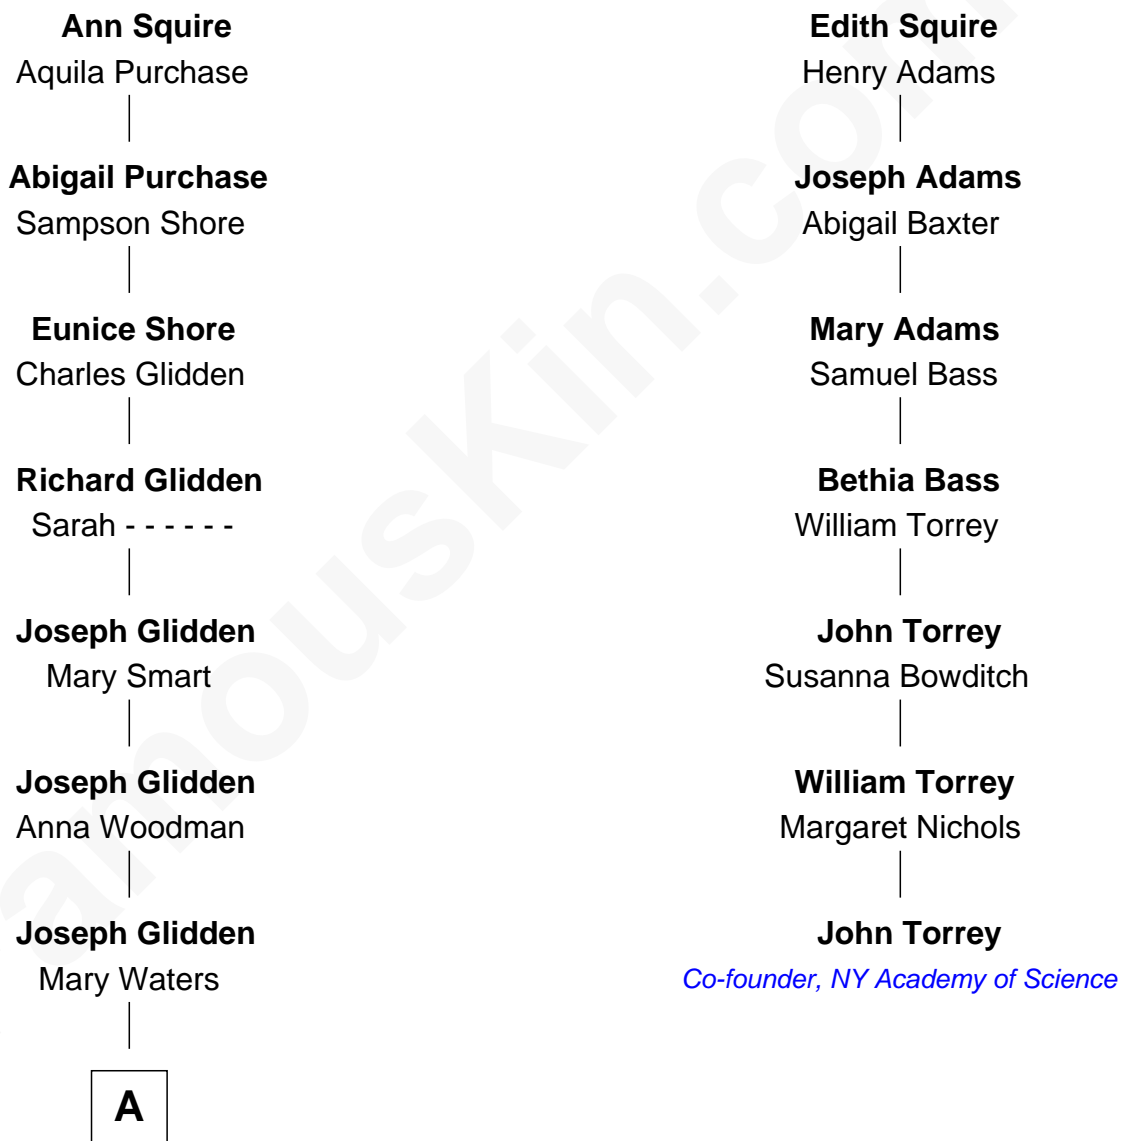 Ann Squire
Aquila Purchase
Abigail Purchase
Sampson Shore
Eunice Shore
Charles Glidden
Richard Glidden
Sarah - - - - - -
Joseph Glidden
Mary Smart
Joseph Glidden
Anna Woodman
Joseph Glidden
Mary Waters
A
Edith Squire
Henry Adams
Joseph Adams
Abigail Baxter
Mary Adams
Samuel Bass
Bethia Bass
William Torrey
John Torrey
Susanna Bowditch
William Torrey
Margaret Nichols
John Torrey
Co-founder, NY Academy of Science
amousKin.com